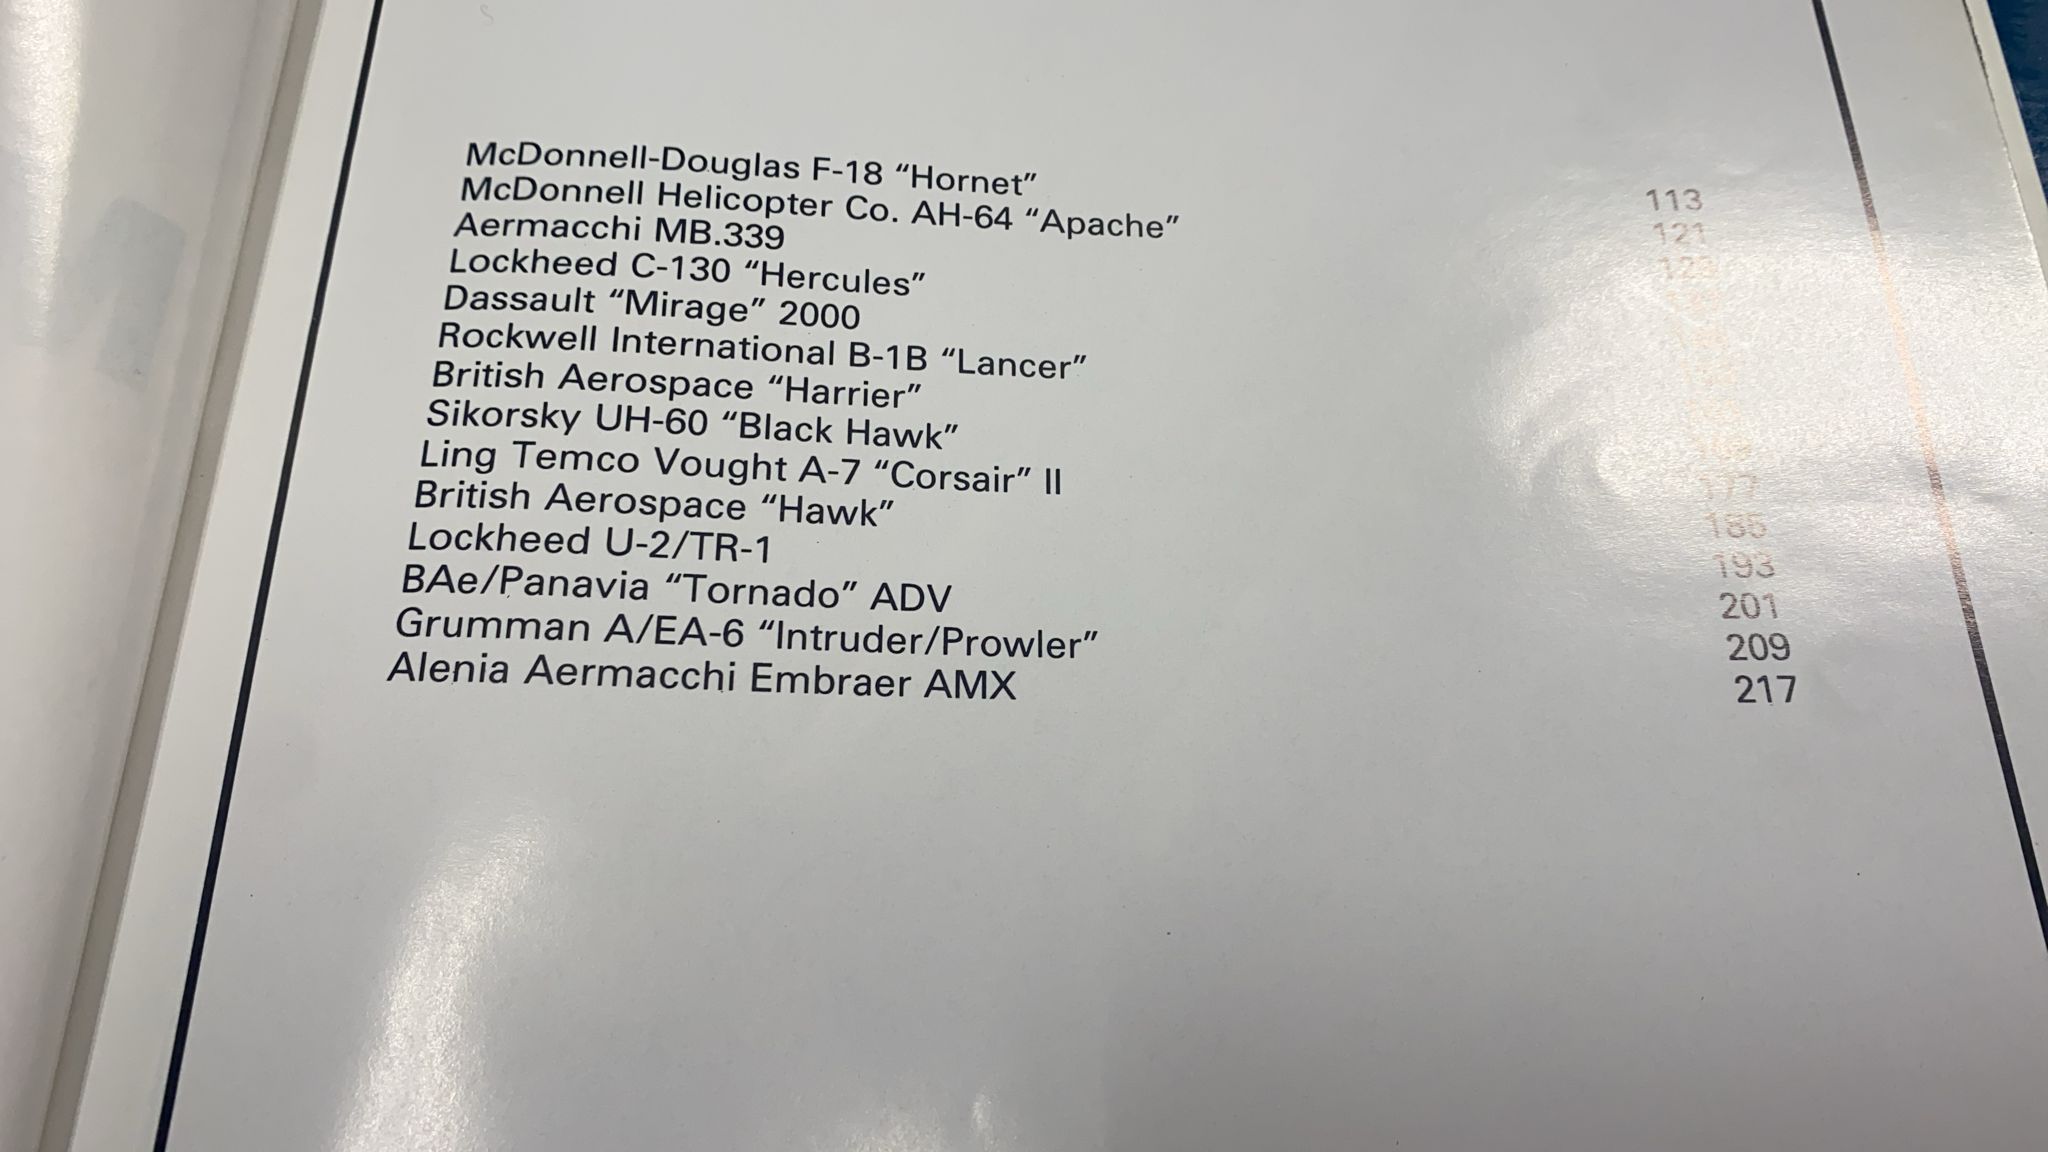 McDonnell-Douglas F-18 “Hornet” 113
McDonnell Helicopter Co. AH-64 “Apache” 121
Aermacchi MB.339 129
Lockheed C-130 “Hercules”
Dassault “Mirage” 2000
Rockwell International B-1B “Lancer”
British Aerospace “Harrier”
Sikorsky UH-60 “Black Hawk”
Ling Temco Vought A-7 “Corsair” II 177
British Aerospace “Hawk” 185
Lockheed U-2/TR-1 193
BAe/Panavia “Tornado” ADV 201
Grumman A/EA-6 “Intruder/Prowler” 209
Alenia Aermacchi Embraer AMX 217